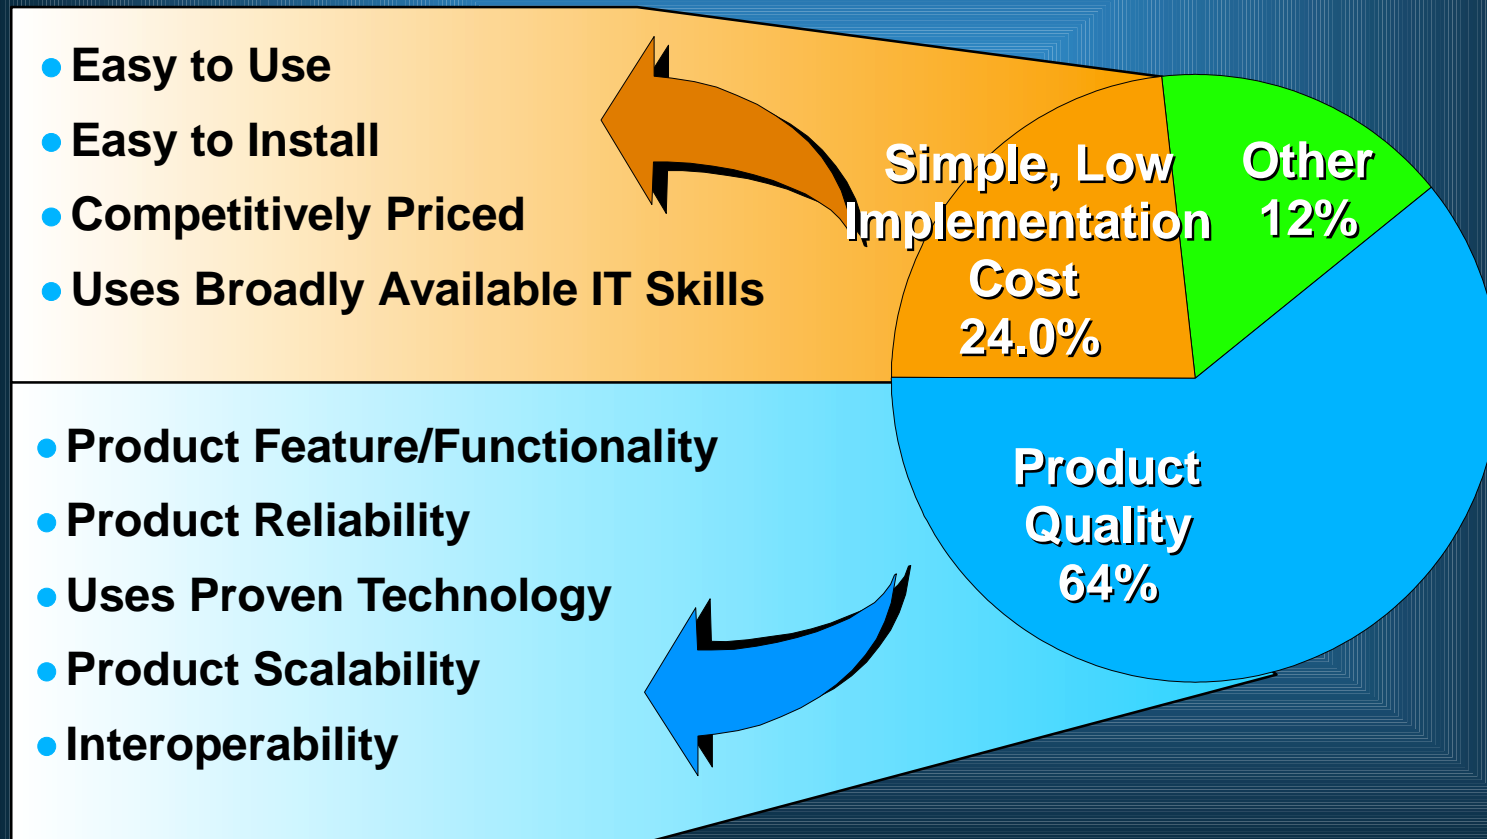 Easy to Use
Easy to Install
Competitively Priced
Uses Broadly Available IT Skills
Product Feature/Functionality
Product Reliability
Uses Proven Technology
Product Scalability
Interoperability
Simple, Low
Implementation
Cost
24.0%
Other
12%
Product
Quality
64%